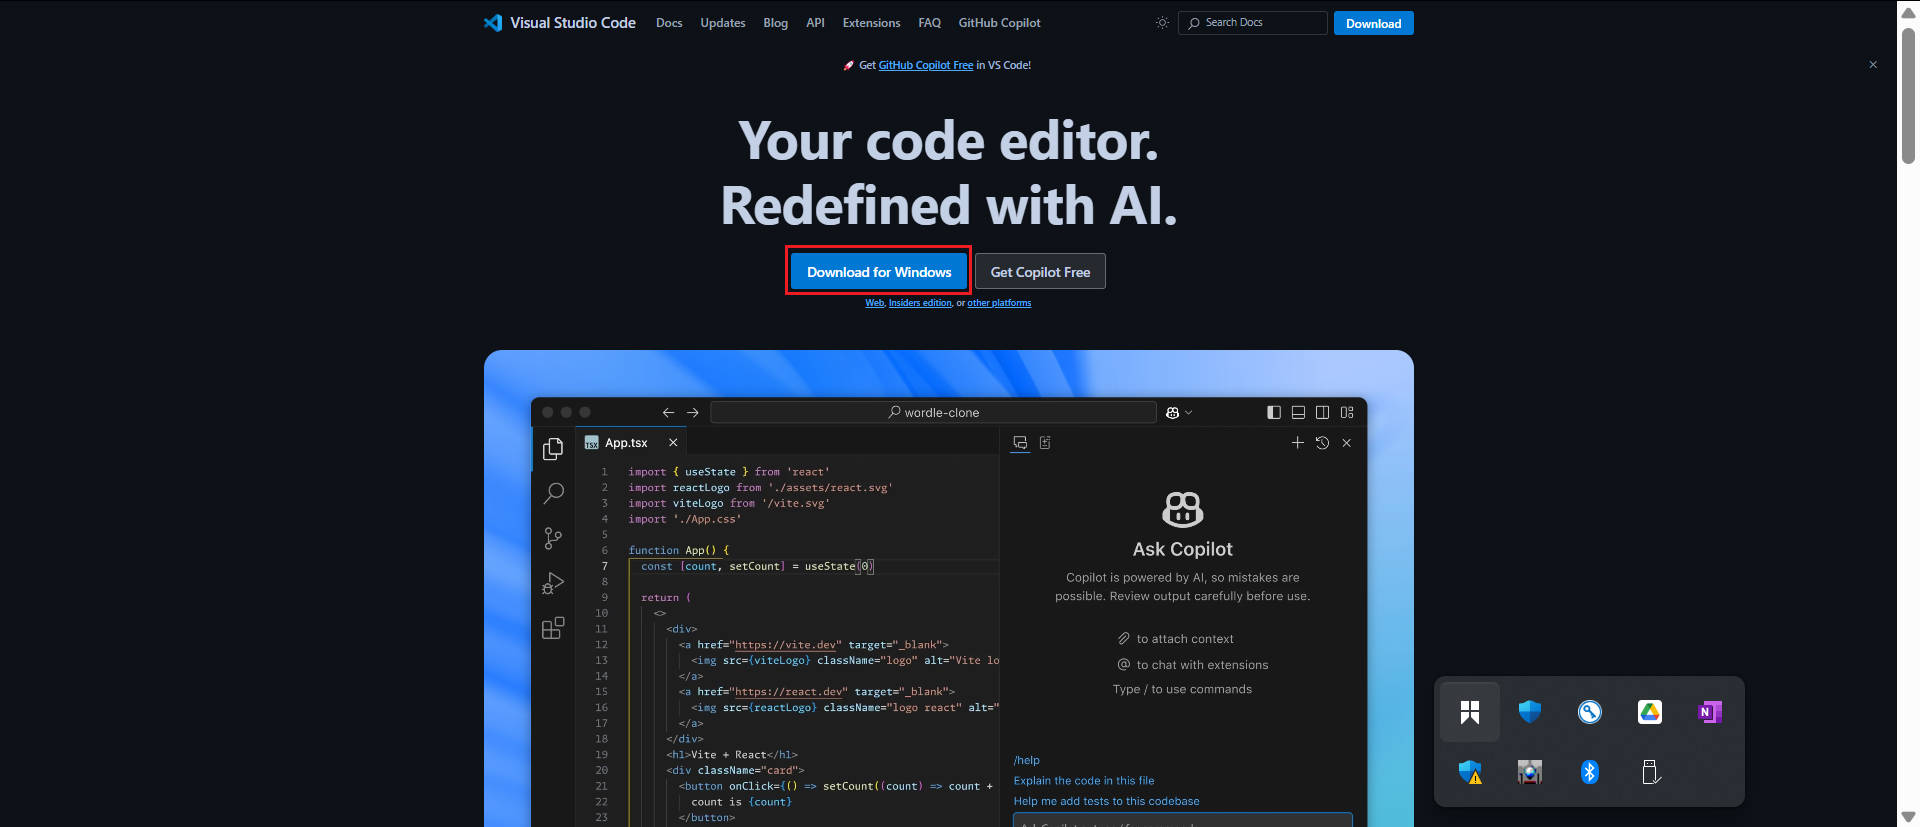 Visual Studio Code Docs Updates Blog API Extensions FAQ GitHub Copilot Search Docs Download
🚀 Get GitHub Copilot Free in VS Code!
Your code editor.
Redefined with AI.
Download for Windows Get Copilot Free
Web, Insiders edition, or other platforms
wordle-clone
TSX App.tsx
1 import { useState } from 'react'
2 import reactLogo from './assets/react.svg'
3 import viteLogo from '/vite.svg'
4 import './App.css'
5
6 function App() {
7 const [count, setCount] = useState(0)
8
9 return (
10 <>
11 <div>
12 <a href="https://vite.dev" target="_blank">
13 <img src={viteLogo} className="logo" alt="Vite lo
14 </a>
15 <a href="https://react.dev" target="_blank">
16 <img src={reactLogo} className="logo react" alt="
17 </a>
18 </div>
19 <h1>Vite + React</h1>
20 <div className="card">
21 <button onClick={() => setCount((count) => count +
22 count is {count}
23 </button>
Ask Copilot
Copilot is powered by AI, so mistakes are
possible. Review output carefully before use.
to attach context
@ to chat with extensions
Type / to use commands
/help
Explain the code in this file
Help me add tests to this codebase
N